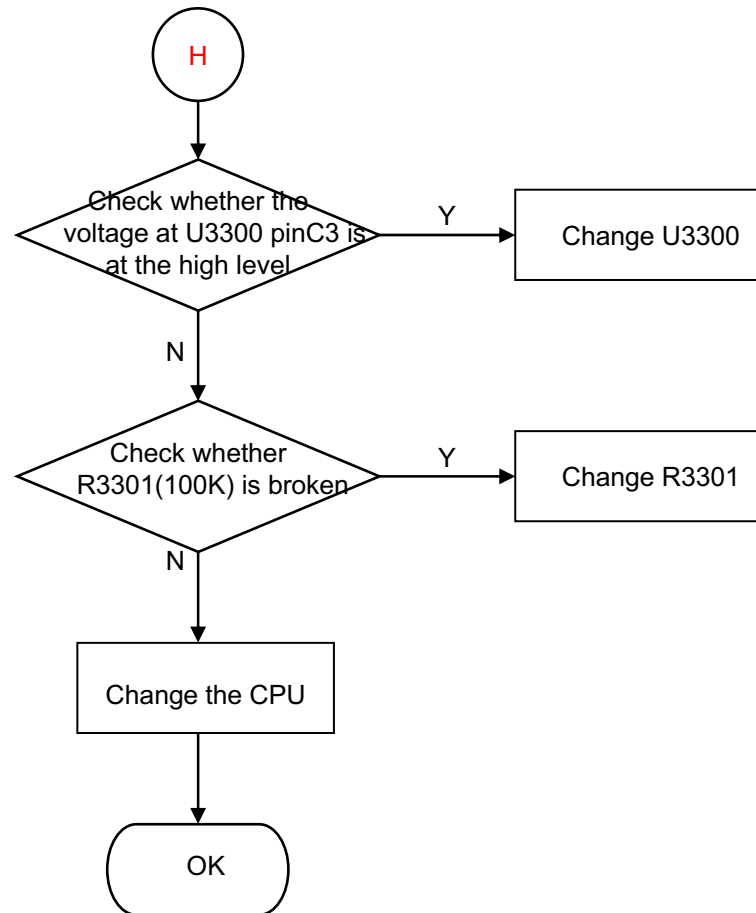 H
Check whether the
voltage at U3300 pinC3 is
at the high level
Y
Change U3300
N
Check whether
R3301(100K) is broken
Y
Change R3301
N
Change the CPU
OK